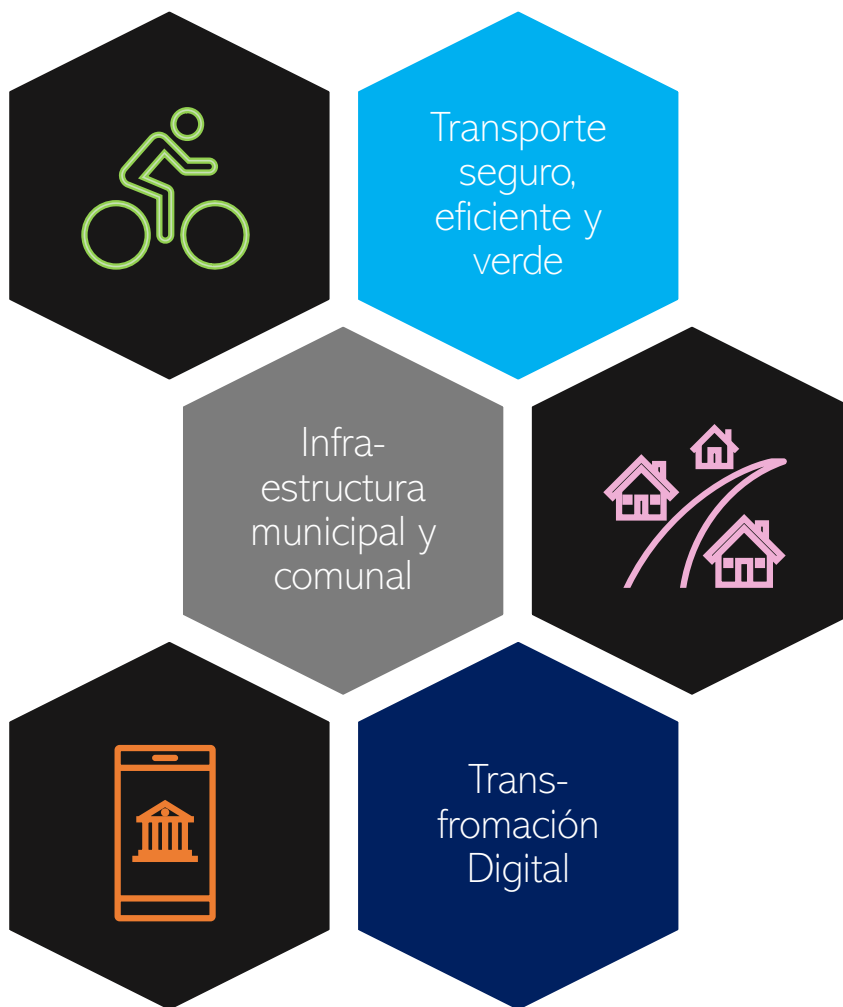 Transporte
seguro,
eficiente y
verde
Infra-
estructura
municipal y
comunal
Trans-
fromación
Digital